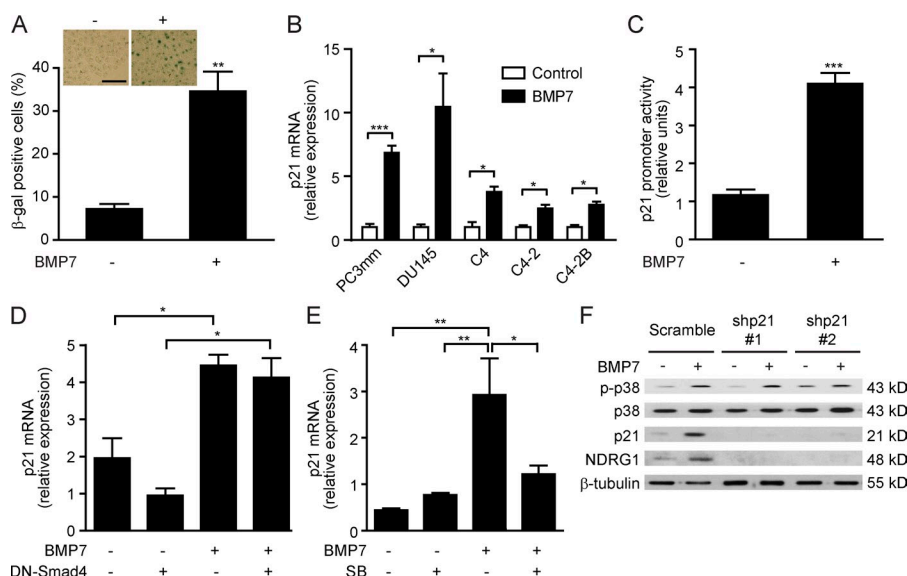 A
- +
β-gal positive cells (%)
40
30
20
10
0
**
BMP7 - +
B
p21 mRNA
(relative expression)
15
10
5
0
Control
BMP7
***
*
*
*
*
PC3mm
DU145
C4
C4-2
C4-2B
C
p21 promoter activity
(relative units)
5
4
3
2
1
0
***
BMP7 - +
D
p21 mRNA
(relative expression)
5
4
3
2
1
0
*
*
BMP7 - - + +
DN-Smad4 - + - +
E
p21 mRNA
(relative expression)
5
4
3
2
1
0
**
** *
BMP7 - - + +
SB - + - +
F
Scramble
shp21
#1
shp21
#2
BMP7 - + - + - +
p-p38 43 kD
p38 43 kD
p21 21 kD
NDRG1 48 kD
β-tubulin 55 kD